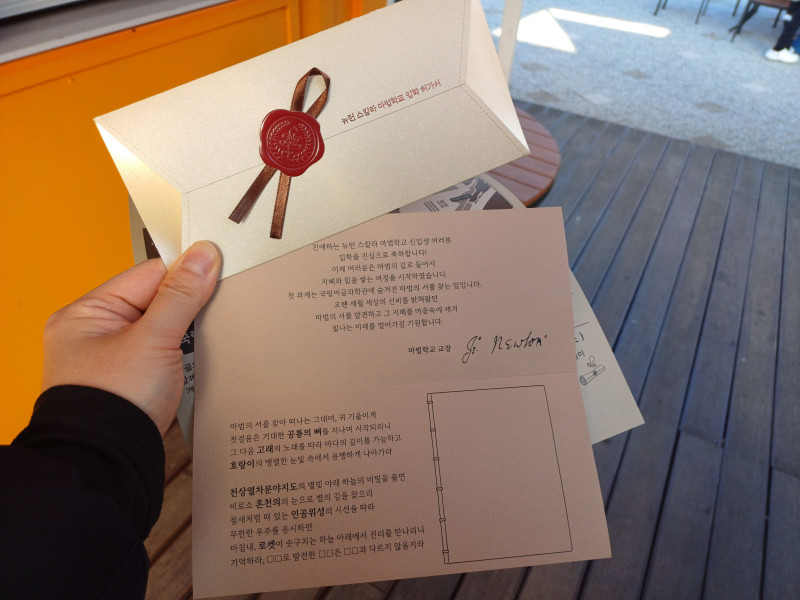 뉴턴 스칼라 마법학교 입학 허가서
친애하는 뉴턴 스칼라 마법학교 신입생 여러분
입학을 진심으로 축하합니다!
이제 여러분은 마법의 길로 들어서
지혜와 힘을 쌓는 여정을 시작하였습니다.
첫 과제는 국립어린이과학관에 숨겨진 마법의 서를 찾는 일입니다.
오랜 세월 세상의 신비를 밝혀왔던
마법의 서를 발견하고 그 지혜를 마음속에 새겨
빛나는 미래를 열어가길 기원합니다.
마법학교 교장
Newton
마법의 서를 찾아 떠나는 그대여, 귀 기울이게
첫걸음은 거대한 공룡의 뼈를 지나며 시작되리니
그 다음 고래의 노래를 따라 바다의 깊이를 가늠하고
호랑이의 맹렬한 눈빛 속에서 용맹하게 나아가라
천상열차분야지도의 별빛 아래 하늘의 비밀을 풀면
비로소 혼천의의 눈으로 별의 길을 찾으리
철새처럼 떠 있는 인공위성의 시선을 따라
무한한 우주를 응시하면
마침내, 로켓이 솟구치는 하늘 아래에서 진리를 만나리니
기억하라, □□로 발전한 □□은 □□과 다르지 않을지라